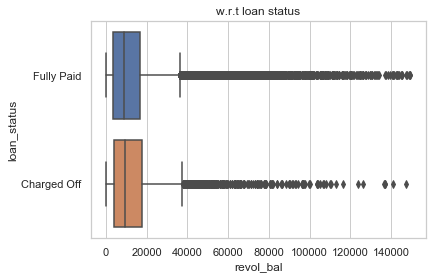 w.r.t loan status
loan_status
Fully Paid
Charged Off
0 20000 40000 60000 80000 100000 120000 140000
revol_bal